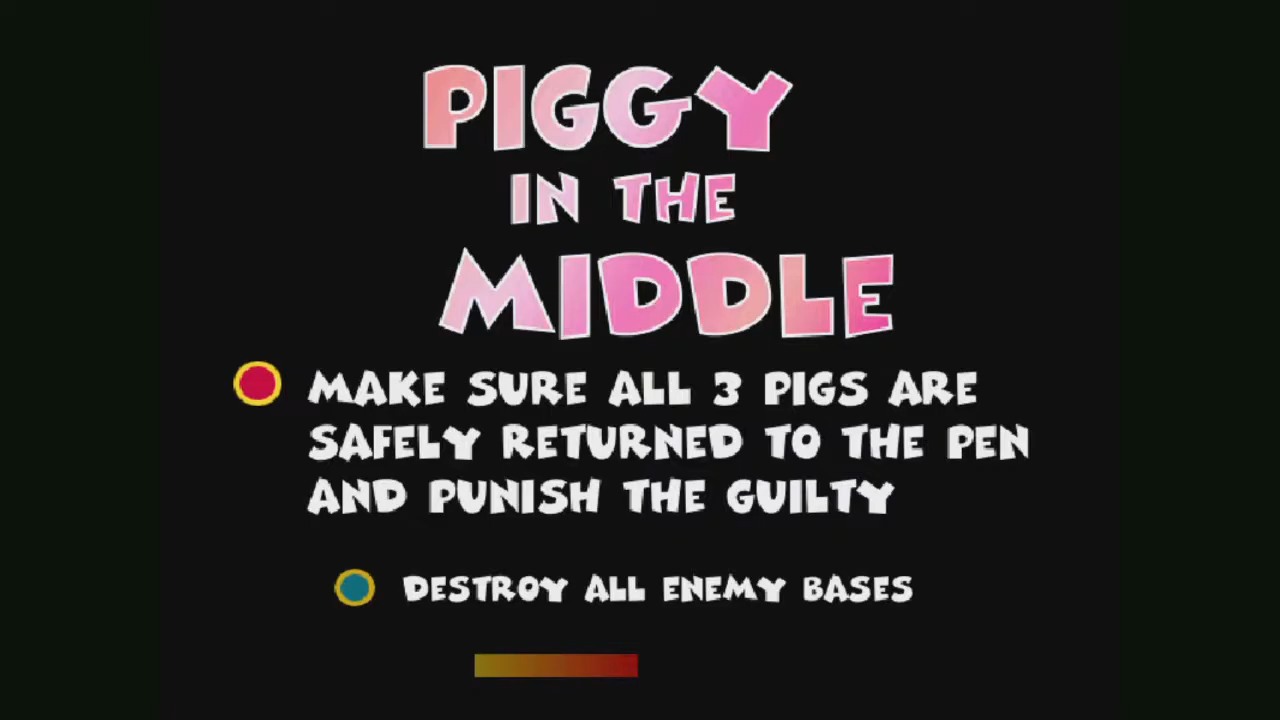 PIGGY
IN THE
MIDDLE
MAKE SURE ALL 3 PIGS ARE
SAFELY RETURNED TO THE PEN
AND PUNISH THE GUILTY
DESTROY ALL ENEMY BASES